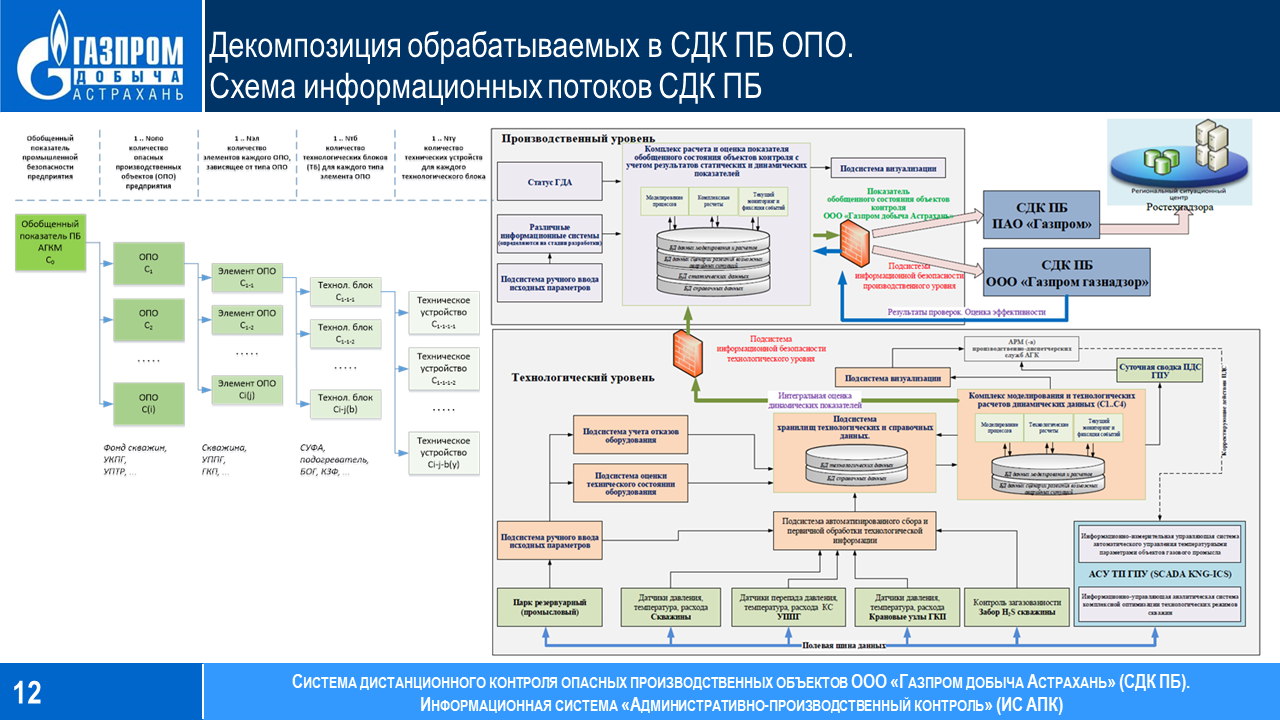 ГАЗПРОМ
ДОБЫЧА
АСТРАХАНЬ
Декомпозиция обрабатываемых в СДК ПБ ОПО.
Схема информационных потоков СДК ПБ
Обобщенный
показатель
промышленной
безопасности
предприятия
1 .. Nопо
количество
опасных
производственных
объектов (ОПО)
предприятия
1 .. Nэл
количество
элементов каждого ОПО,
зависящее от типа ОПО
1 .. Nтб
количество
технологических блоков
(ТБ) для каждого типа
элемента ОПО
1 .. Nту
количество
технических устройств
для каждого
технологического блока
Обобщенный
показатель ПБ
АГКМ
C0
ОПО
C1
ОПО
C2
. . . . .
ОПО
C(i)
Элемент ОПО
C1-1
Элемент ОПО
C1-2
. . . . .
Элемент ОПО
Ci(j)
Технол. блок
C1-1-1
Технол. блок
C1-1-2
. . . . .
Технол. блок
Ci-j(b)
Техническое
устройство
C1-1-1-1
Техническое
устройство
C1-1-1-2
. . . . .
Техническое
устройство
Ci-j-b(y)
Фонд скважин,
УКПГ,
УПТР, ...
Скважина,
УППГ,
ГКП, ...
СУФА,
подогреватель,
БОГ, КЗФ, ...
Производственный уровень
Статус ГДА
Различные
информационные системы
(определяются на стадии разработки)
Подсистема ручного ввода
исходных параметров
Комплекс расчета и оценка показателя
обобщенного состояния объектов контроля с
учетом результатов статических и динамических
показателей
Моделирование
процессов
Комплексные
расчеты
Текущий
мониторинг и
фиксация событий
БД данных моделирования и расчетов
БД данных сценариев развития возможных
аварийных ситуаций
БД статических данных
БД справочных данных
Подсистема визуализации
Показатель
обобщенного состояния объектов
контроля
ООО «Газпром добыча Астрахань»
Подсистема
информационной безопасности
производственного уровня
СДК ПБ
ПАО «Газпром»
СДК ПБ
ООО «Газпром газнадзор»
Региональный ситуационный
центр
Ростехнадзора
Результаты проверок. Оценка эффективности
Подсистема
информационной безопасности
технологического уровня
Технологический уровень
АРМ (-а)
производственно-диспетчерских
служб АГК
Подсистема визуализации
Суточная сводка ПДС
ГПУ
Корректирующие действия ПДС
Интегральная оценка
динамических показателей
Комплекс моделирования и технологических
расчетов динамических данных (С1..С4)
Моделирование
процессов
Технологические
расчеты
Текущий
мониторинг и
фиксация событий
БД данных моделирования и расчетов
БД данных сценариев развития возможных
аварийных ситуаций
Подсистема
хранилищ технологических и справочных
данных.
БД технологических данных
БД справочных данных
Подсистема учета отказов
оборудования
Подсистема оценки
технического состояния
оборудования
Подсистема ручного ввода
исходных параметров
Подсистема автоматизированного сбора и
первичной обработки технологической
информации
Информационно-измерительная управляющая система
автоматического управления температурными
параметрами объектов газового промысла
АСУ ТП ГПУ (SCADA KNG-ICS)
Информационно-управляющая аналитическая система
комплексной оптимизации технологических режимов
скважин
Парк резервуарный
(промысловый)
Датчики давления,
температура, расхода
Скважины
Датчики перепада давления,
температура, расхода КС
УППГ
Датчики давления,
температура, расхода
Крановые узлы ГКП
Контроль загазованности
Забор H2S скважины
Полевая шина данных
12
СИСТЕМА ДИСТАНЦИОННОГО КОНТРОЛЯ ОПАСНЫХ ПРОИЗВОДСТВЕННЫХ ОБЪЕКТОВ ООО «ГАЗПРОМ ДОБЫЧА АСТРАХАНЬ» (СДК ПБ).
ИНФОРМАЦИОННАЯ СИСТЕМА «АДМИНИСТРАТИВНО-ПРОИЗВОДСТВЕННЫЙ КОНТРОЛЬ» (ИС АПК)